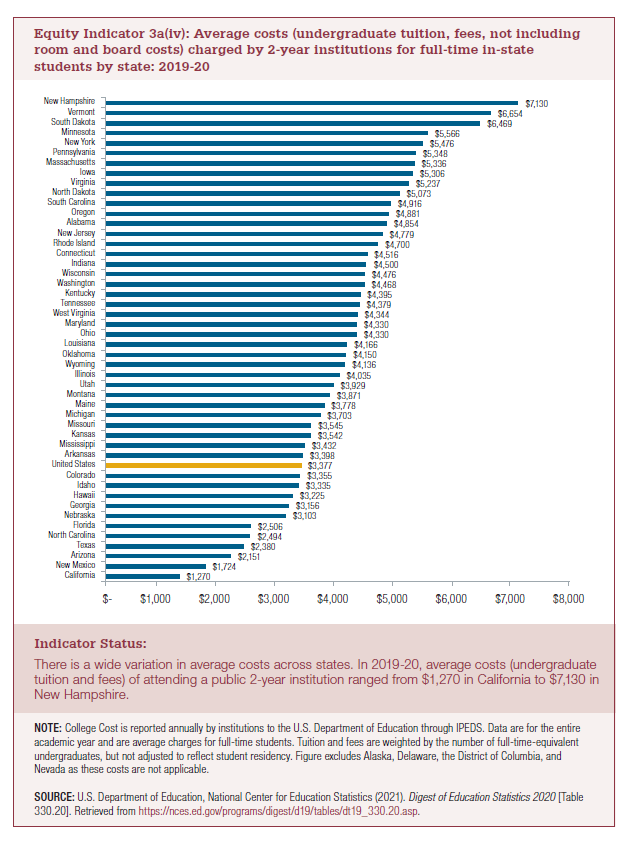 Equity Indicator 3a(iv): Average costs (undergraduate tuition, fees, not including
room and board costs) charged by 2-year institutions for full-time in-state
students by state: 2019-20
New Hampshire $7,130
Vermont $6,654
South Dakota $6,469
Minnesota $5,566
New York $5,476
Pennsylvania $5,348
Massachusetts $5,336
Iowa $5,306
Virginia $5,237
North Dakota $5,073
South Carolina $4,916
Oregon $4,881
Alabama $4,854
New Jersey $4,779
Rhode Island $4,700
Connecticut $4,516
Indiana $4,500
Wisconsin $4,476
Washington $4,468
Kentucky $4,395
Tennessee $4,379
West Virginia $4,344
Maryland $4,330
Ohio $4,330
Louisiana $4,166
Oklahoma $4,150
Wyoming $4,136
Illinois $4,035
Utah $3,929
Montana $3,871
Maine $3,778
Michigan $3,703
Missouri $3,545
Kansas $3,542
Mississippi $3,432
Arkansas $3,398
United States $3,377
Colorado $3,355
Idaho $3,335
Hawaii $3,225
Georgia $3,156
Nebraska $3,103
Florida $2,506
North Carolina $2,494
Texas $2,380
Arizona $2,151
New Mexico $1,724
California $1,270
$- $1,000 $2,000 $3,000 $4,000 $5,000 $6,000 $7,000 $8,000
Indicator Status:
There is a wide variation in average costs across states. In 2019-20, average costs (undergraduate
tuition and fees) of attending a public 2-year institution ranged from $1,270 in California to $7,130 in
New Hampshire.
NOTE: College Cost is reported annually by institutions to the U.S. Department of Education through IPEDS. Data are for the entire
academic year and are average charges for full-time students. Tuition and fees are weighted by the number of full-time-equivalent
undergraduates, but not adjusted to reflect student residency. Figure excludes Alaska, Delaware, the District of Columbia, and
Nevada as these costs are not applicable.
SOURCE: U.S. Department of Education, National Center for Education Statistics (2021). Digest of Education Statistics 2020 [Table
330.20]. Retrieved from https://nces.ed.gov/programs/digest/d19/tables/dt19_330.20.asp.